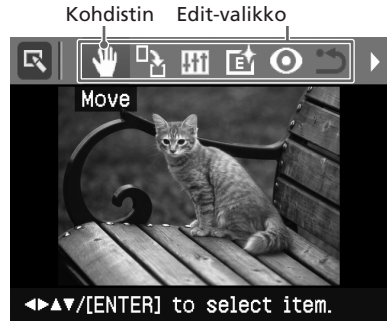 Kohdistin Edit-valikko
E
Move
◄►▲▼/[ENTER] to select item.